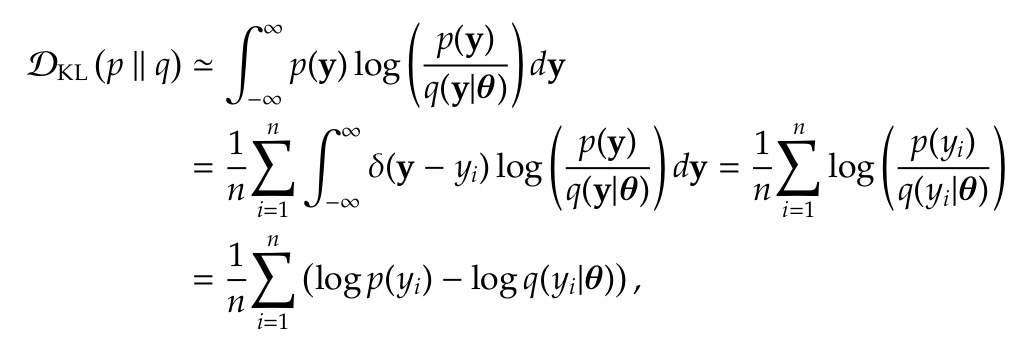 𝒟_KL (p ∥ q) ≃ ∫_{−∞}^{∞} p(𝐲) log (p(𝐲) / q(𝐲|𝜽)) d𝐲
= 1/n ∑_{i=1}^{n} ∫_{−∞}^{∞} δ(𝐲 − y_i) log (p(𝐲) / q(𝐲|𝜽)) d𝐲 = 1/n ∑_{i=1}^{n} log (p(y_i) / q(y_i|𝜽))
= 1/n ∑_{i=1}^{n} (log p(y_i) − log q(y_i|𝜽)) ,